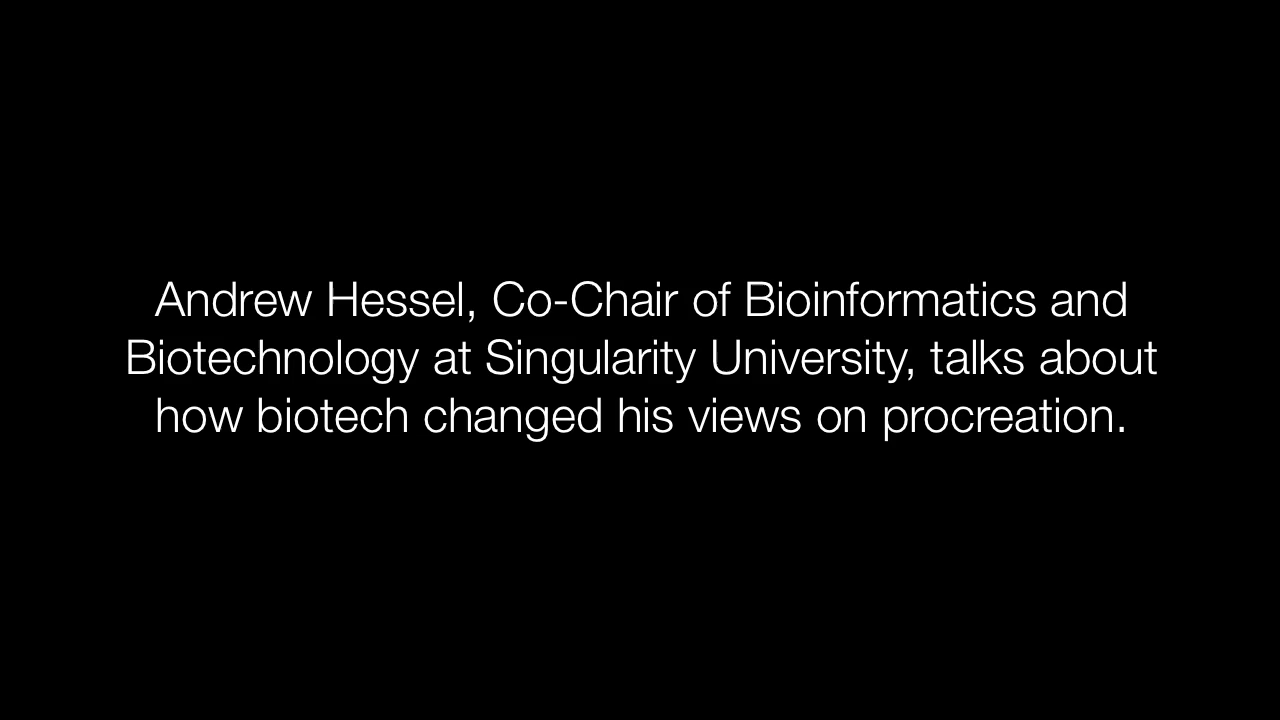 Andrew Hessel, Co-Chair of Bioinformatics and
Biotechnology at Singularity University, talks about
how biotech changed his views on procreation.